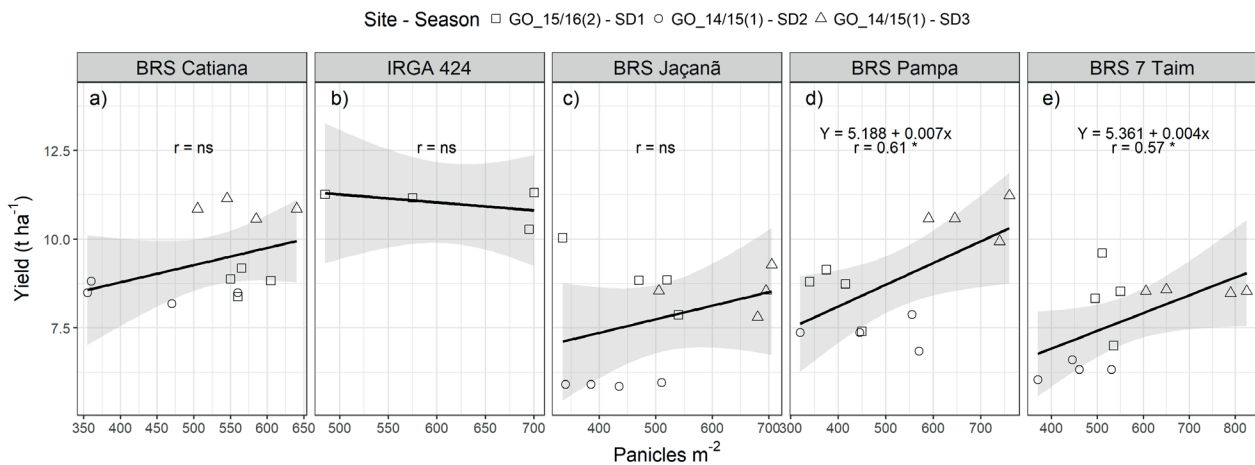 Site - Season □ GO_15/16(2) - SD1 ○ GO_14/15(1) - SD2 △ GO_14/15(1) - SD3
BRS Catiana
IRGA 424
BRS Jaçanã
BRS Pampa
BRS 7 Taim
a)
b)
c)
d)
e)
r = ns
r = ns
r = ns
Y = 5.188 + 0.007x
r = 0.61 *
Y = 5.361 + 0.004x
r = 0.57 *
Yield (t ha⁻¹)
12.5
10.0
7.5
350 400 450 500 550 600 650
500 550 600 650 700
400 500 600 700
300 400 500 600 700
400 500 600 700 800
Panicles m⁻²